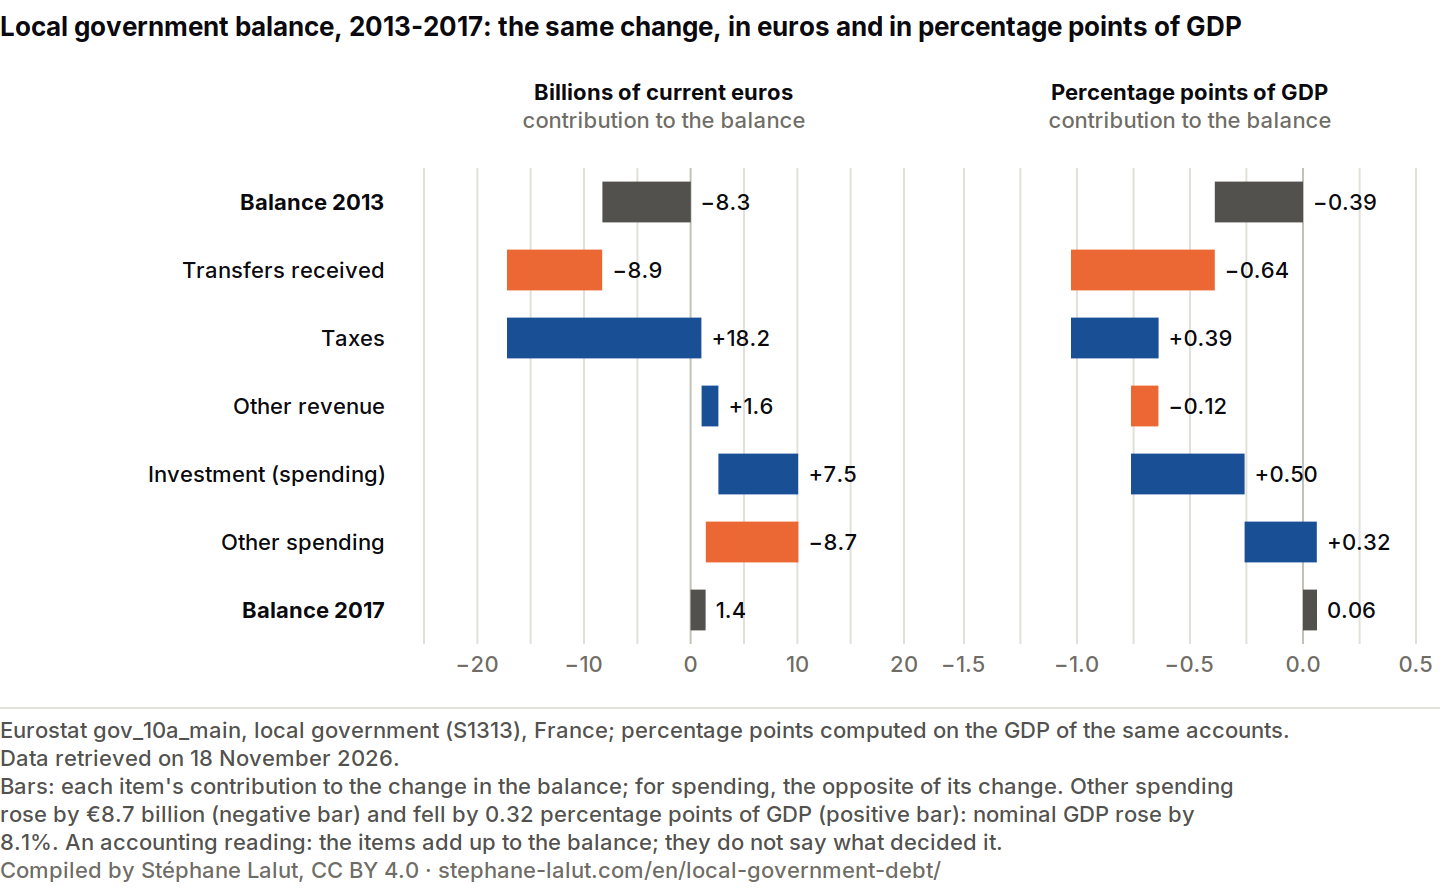 Local government balance, 2013-2017: the same change, in euros and in percentage points of GDP
Billions of current euros
contribution to the balance
Percentage points of GDP
contribution to the balance
Balance 2013 −8.3 −0.39
Transfers received −8.9 −0.64
Taxes +18.2 +0.39
Other revenue +1.6 −0.12
Investment (spending) +7.5 +0.50
Other spending −8.7 +0.32
Balance 2017 1.4 0.06
−20 −10 0 10 20 −1.5 −1.0 −0.5 0.0 0.5
Eurostat gov_10a_main, local government (S1313), France; percentage points computed on the GDP of the same accounts.
Data retrieved on 18 November 2026.
Bars: each item's contribution to the change in the balance; for spending, the opposite of its change. Other spending
rose by €8.7 billion (negative bar) and fell by 0.32 percentage points of GDP (positive bar): nominal GDP rose by
8.1%. An accounting reading: the items add up to the balance; they do not say what decided it.
Compiled by Stéphane Lalut, CC BY 4.0 · stephane-lalut.com/en/local-government-debt/